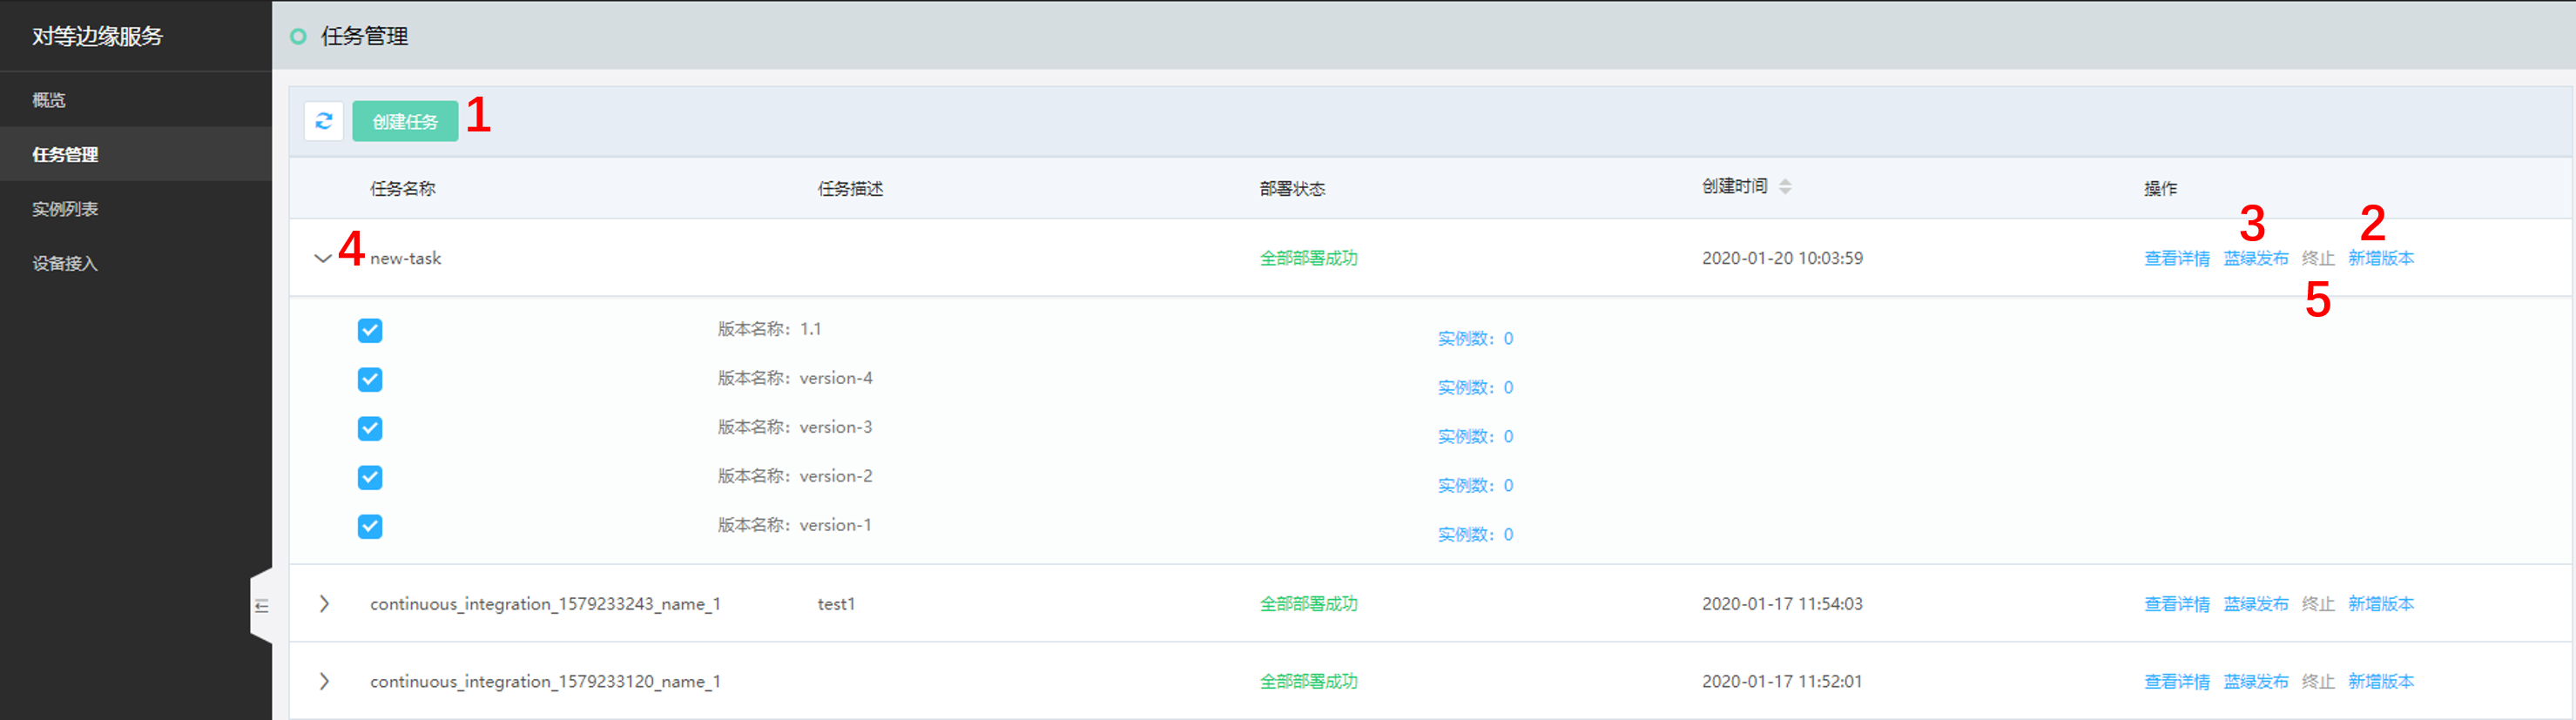 对等边缘服务
概览
任务管理
实例列表
设备接入
任务管理
创建任务 1
任务名称 任务描述 部署状态 创建时间 操作
3 2
4 new-task 全部部署成功 2020-01-20 10:03:59 查看详情 蓝绿发布 终止 新增版本
5
版本名称：1.1 实例数：0
版本名称：version-4 实例数：0
版本名称：version-3 实例数：0
版本名称：version-2 实例数：0
版本名称：version-1 实例数：0
continuous_integration_1579233243_name_1 test1 全部部署成功 2020-01-17 11:54:03 查看详情 蓝绿发布 终止 新增版本
continuous_integration_1579233120_name_1 全部部署成功 2020-01-17 11:52:01 查看详情 蓝绿发布 终止 新增版本